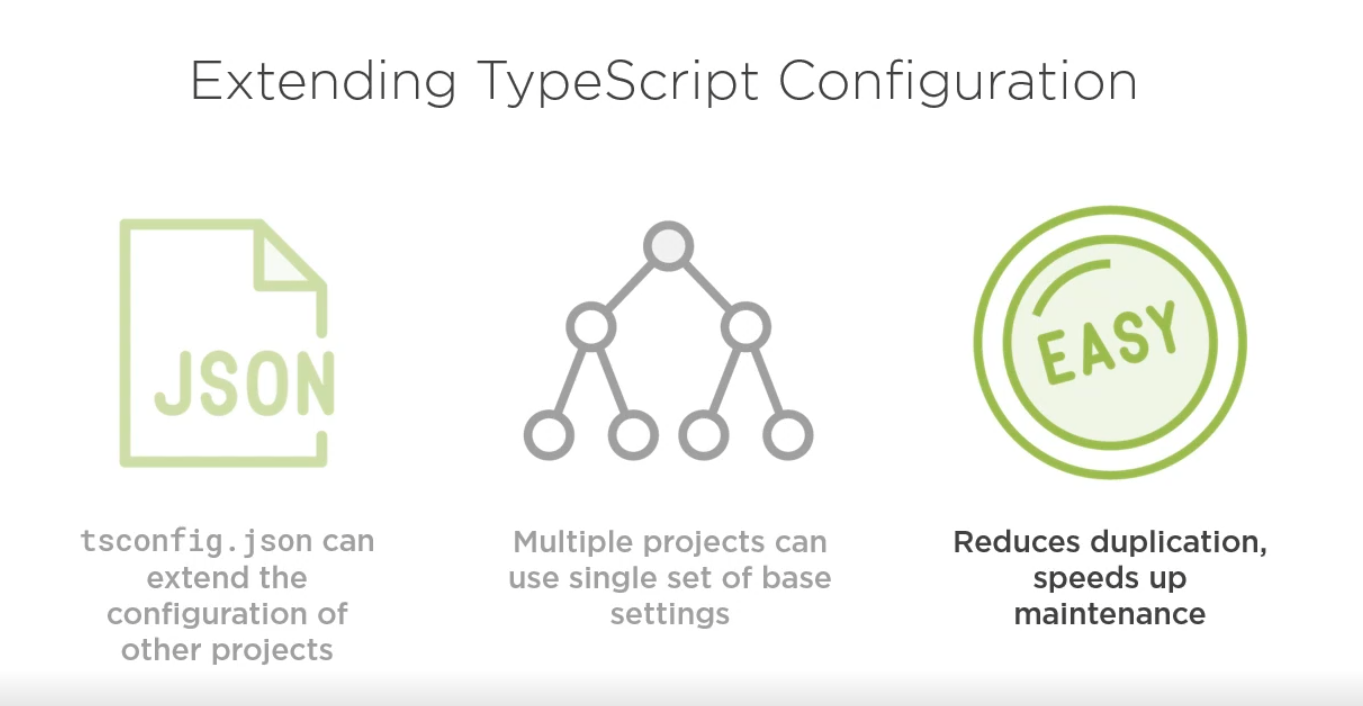 Extending TypeScript Configuration
JSON
EASY
tsconfig.json can
extend the
configuration of
other projects
Multiple projects can
use single set of base
settings
Reduces duplication,
speeds up
maintenance